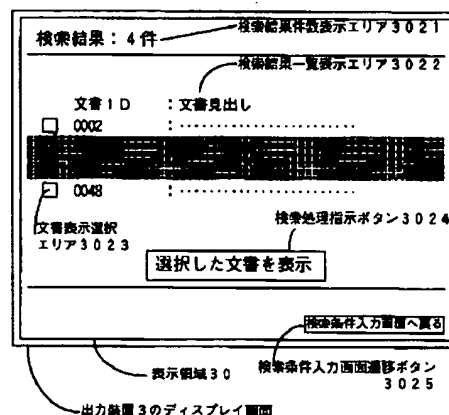 検索結果：4件
検索結果件数表示エリア3021
検索結果一覧表示エリア3022
文書ID ：文書見出し
0002 ：
0048 ：
文書表示選択
エリア3023
検索処理指示ボタン3024
選択した文書を表示
検索条件入力画面へ戻る
表示領域30
検索条件入力画面遷移ボタン
3025
出力装置3のディスプレイ画面